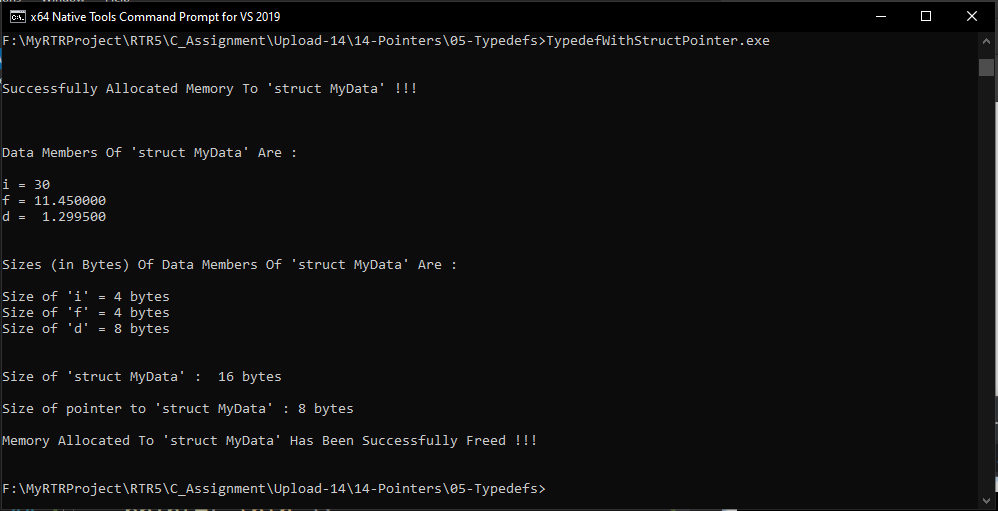 x64 Native Tools Command Prompt for VS 2019
F:\MyRTRProject\RTR5\C_Assignment\Upload-14\14-Pointers\05-Typedefs>TypedefWithStructPointer.exe
Successfully Allocated Memory To 'struct MyData' !!!
Data Members Of 'struct MyData' Are :
i = 30
f = 11.450000
d =  1.299500
Sizes (in Bytes) Of Data Members Of 'struct MyData' Are :
Size of 'i' = 4 bytes
Size of 'f' = 4 bytes
Size of 'd' = 8 bytes
Size of 'struct MyData' :  16 bytes
Size of pointer to 'struct MyData' : 8 bytes
Memory Allocated To 'struct MyData' Has Been Successfully Freed !!!
F:\MyRTRProject\RTR5\C_Assignment\Upload-14\14-Pointers\05-Typedefs>